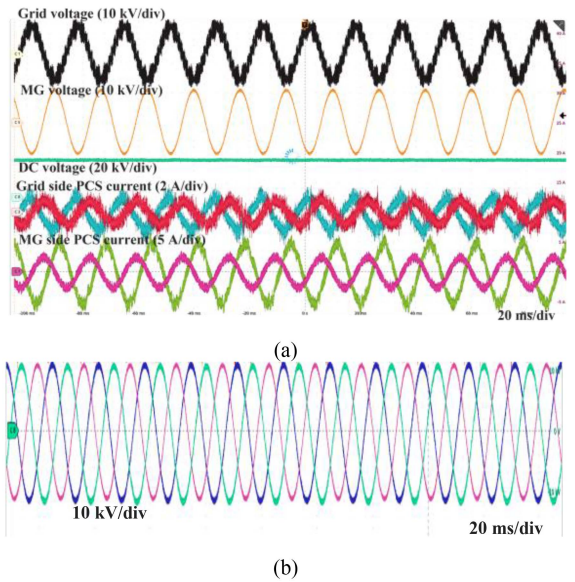 Grid voltage (10 kV/div)
MG voltage (10 kV/div)
DC voltage (20 kV/div)
Grid side PCS current (2 A/div)
MG side PCS current (5 A/div)
20 ms/div
(a)
10 kV/div
20 ms/div
(b)